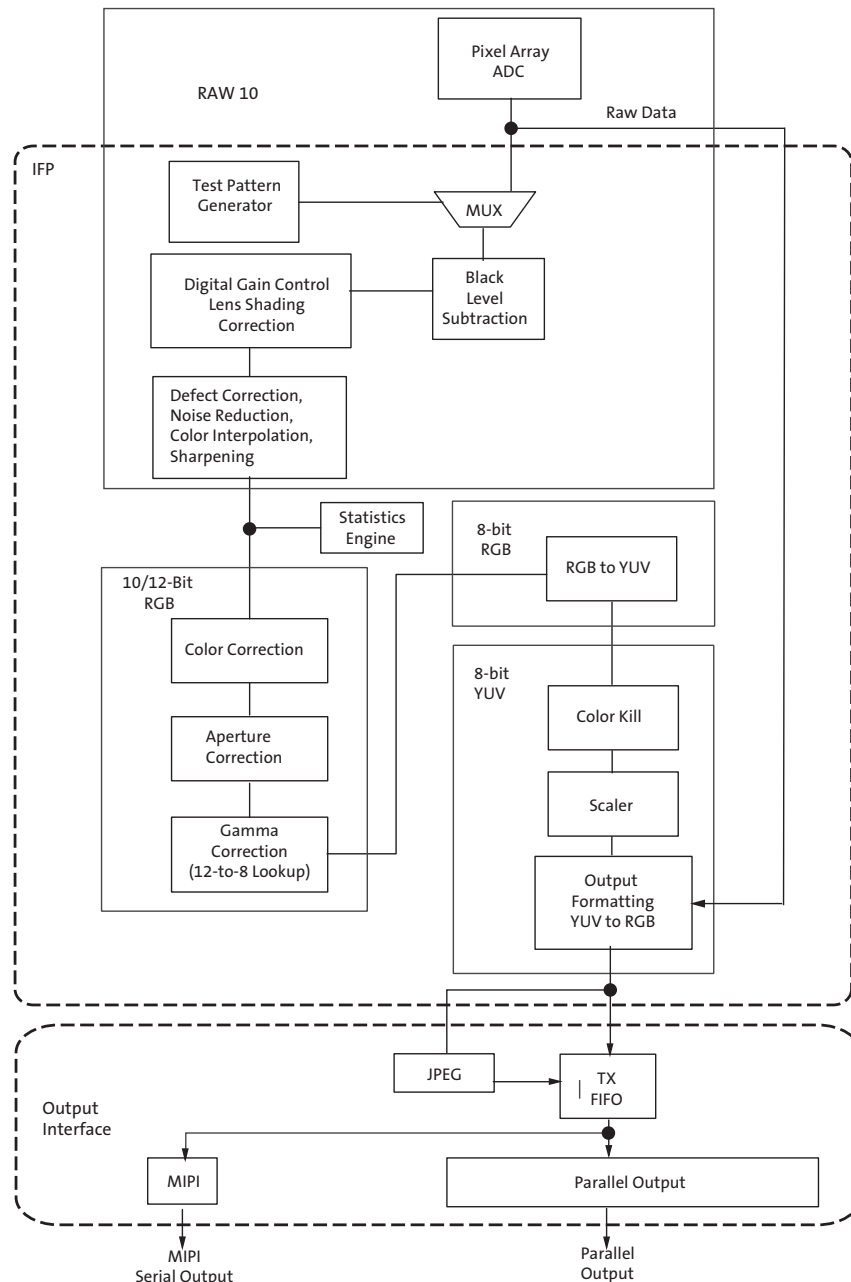 Pixel Array
ADC
RAW 10
Raw Data
IFP
Test Pattern
Generator
MUX
Digital Gain Control
Lens Shading
Correction
Black
Level
Subtraction
Defect Correction,
Noise Reduction,
Color Interpolation,
Sharpening
Statistics
Engine
8-bit
RGB
RGB to YUV
10/12-Bit
RGB
Color Correction
8-bit
YUV
Color Kill
Aperture
Correction
Scaler
Gamma
Correction
(12-to-8 Lookup)
Output
Formatting
YUV to RGB
JPEG
TX
FIFO
Output
Interface
MIPI
Parallel Output
MIPI
Serial Output
Parallel
Output